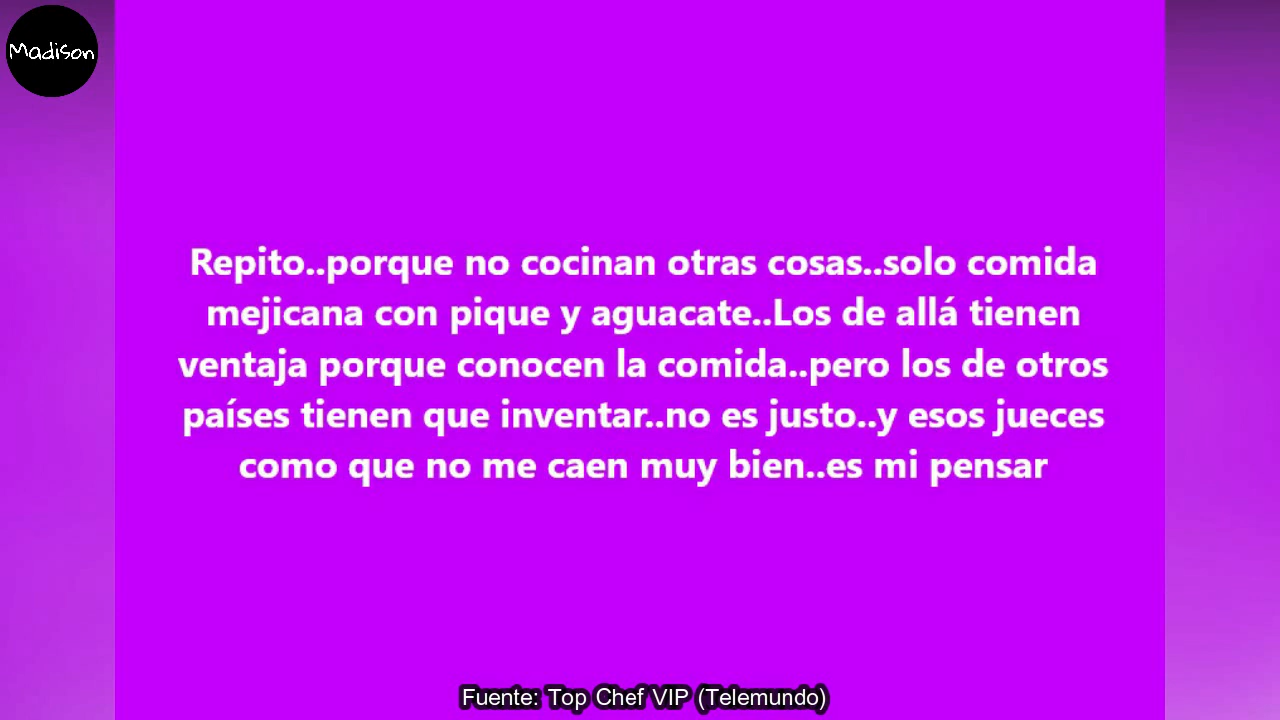 Madison
Repito..porque no cocinan otras cosas..solo comida
mejicana con pique y aguacate..Los de allá tienen
ventaja porque conocen la comida..pero los de otros
países tienen que inventar..no es justo..y esos jueces
como que no me caen muy bien..es mi pensar
Fuente: Top Chef VIP (Telemundo)